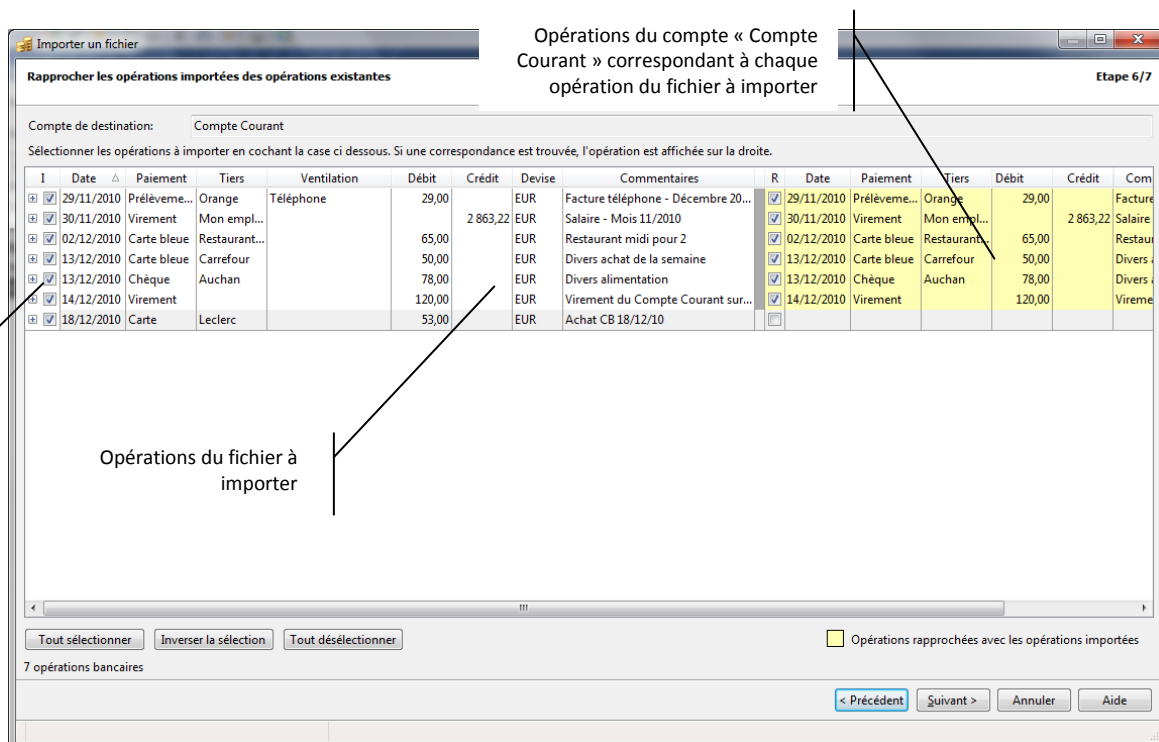 Importer un fichier
Opérations du compte « Compte
Courant » correspondant à chaque
opération du fichier à importer
Rapprocher les opérations importées des opérations existantes
Etape 6/7
Compte de destination: Compte Courant
Sélectionner les opérations à importer en cochant la case ci dessous. Si une correspondance est trouvée, l'opération est affichée sur la droite.
I Date Paiement Tiers Ventilation Débit Crédit Devise Commentaires R Date Paiement Tiers Débit Crédit Com
29/11/2010 Prélèveme... Orange Téléphone 29,00 EUR Facture téléphone - Décembre 20... 29/11/2010 Prélèveme... Orange 29,00 Facture
30/11/2010 Virement Mon empl... 2 863,22 EUR Salaire - Mois 11/2010 30/11/2010 Virement Mon empl... 2 863,22 Salaire
02/12/2010 Carte bleue Restaurant... 65,00 EUR Restaurant midi pour 2 02/12/2010 Carte bleue Restaurant... 65,00 Restau
13/12/2010 Carte bleue Carrefour 50,00 EUR Divers achat de la semaine 13/12/2010 Carte bleue Carrefour 50,00 Divers
13/12/2010 Chèque Auchan 78,00 EUR Divers alimentation 13/12/2010 Chèque Auchan 78,00 Divers
14/12/2010 Virement 120,00 EUR Virement du Compte Courant sur... 14/12/2010 Virement 120,00 Vireme
18/12/2010 Carte Leclerc 53,00 EUR Achat CB 18/12/10
Opérations du fichier à
importer
Tout sélectionner Inverser la sélection Tout désélectionner
Opérations rapprochées avec les opérations importées
7 opérations bancaires
< Précédent Suivant > Annuler Aide